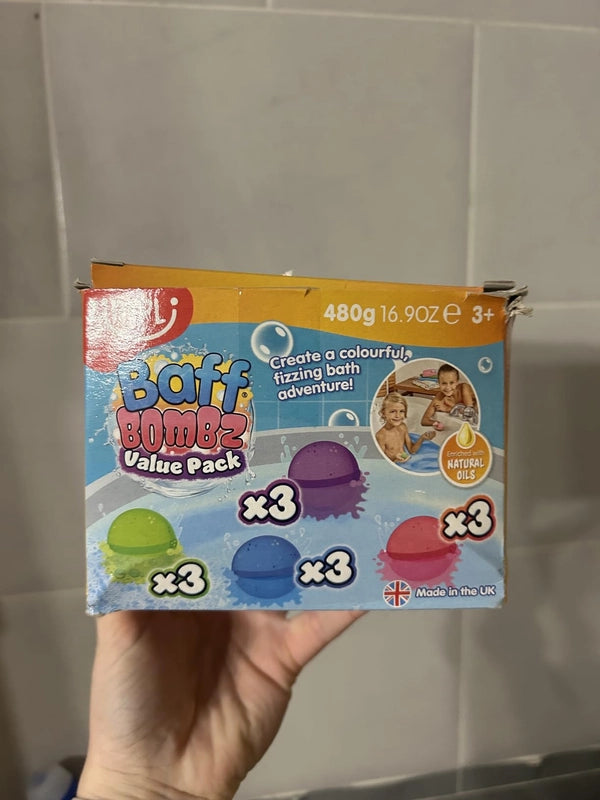 480g 16.9OZ e 3+
Baff®
BOMBZ
Value Pack
Create a colourful,
fizzing bath
adventure!
Enriched with
NATURAL
OILS
x3
x3
x3
x3
Made in the UK